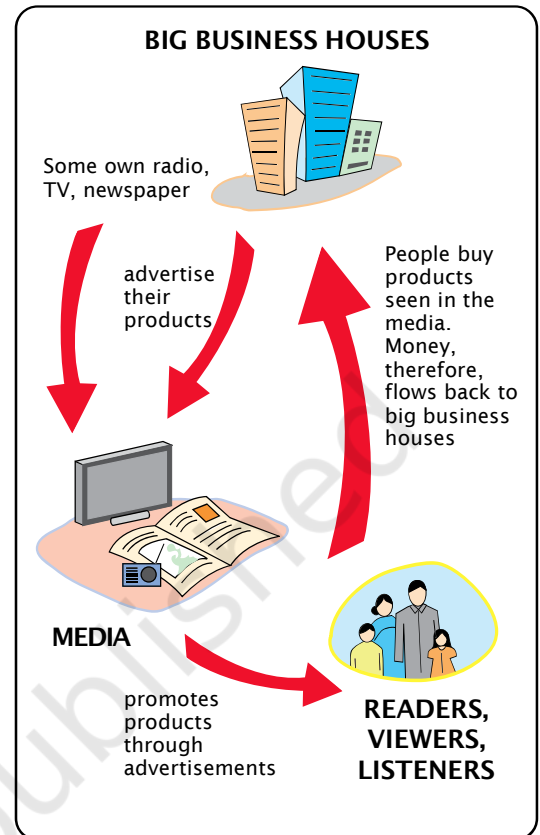 BIG BUSINESS HOUSES
Some own radio,
TV, newspaper
advertise
their
products
People buy
products
seen in the
media.
Money,
therefore,
flows back to
big business
houses
MEDIA
promotes
products
through
advertisements
READERS,
VIEWERS,
LISTENERS